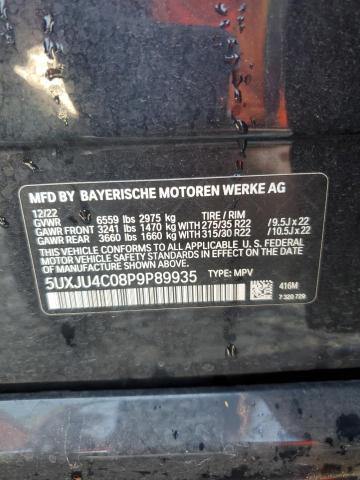 MFD BY BAYERISCHE MOTOREN WERKE AG
12/22 TIRE / RIM
GVWR 6559 lbs 2975 kg
GAWR FRONT 3241 lbs 1470 kg WITH 275/35 R22 / 9.5J x 22
GAWR REAR 3660 lbs 1660 kg WITH 315/30 R22 / 10.5J x 22
THIS VEHICLE CONFORMS TO ALL APPLICABLE U. S. FEDERAL
MOTOR VEHICLE SAFETY STANDARDS
IN EFFECT ON THE DATE OF
MANUFACTURE SHOWN ABOVE.
5UXJU4C08P9P89935 TYPE: MPV
416M
7 320 729